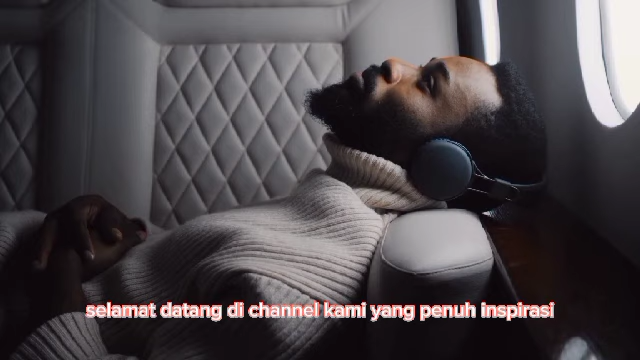 selamat datang di channel kami yang penuh inspirasi